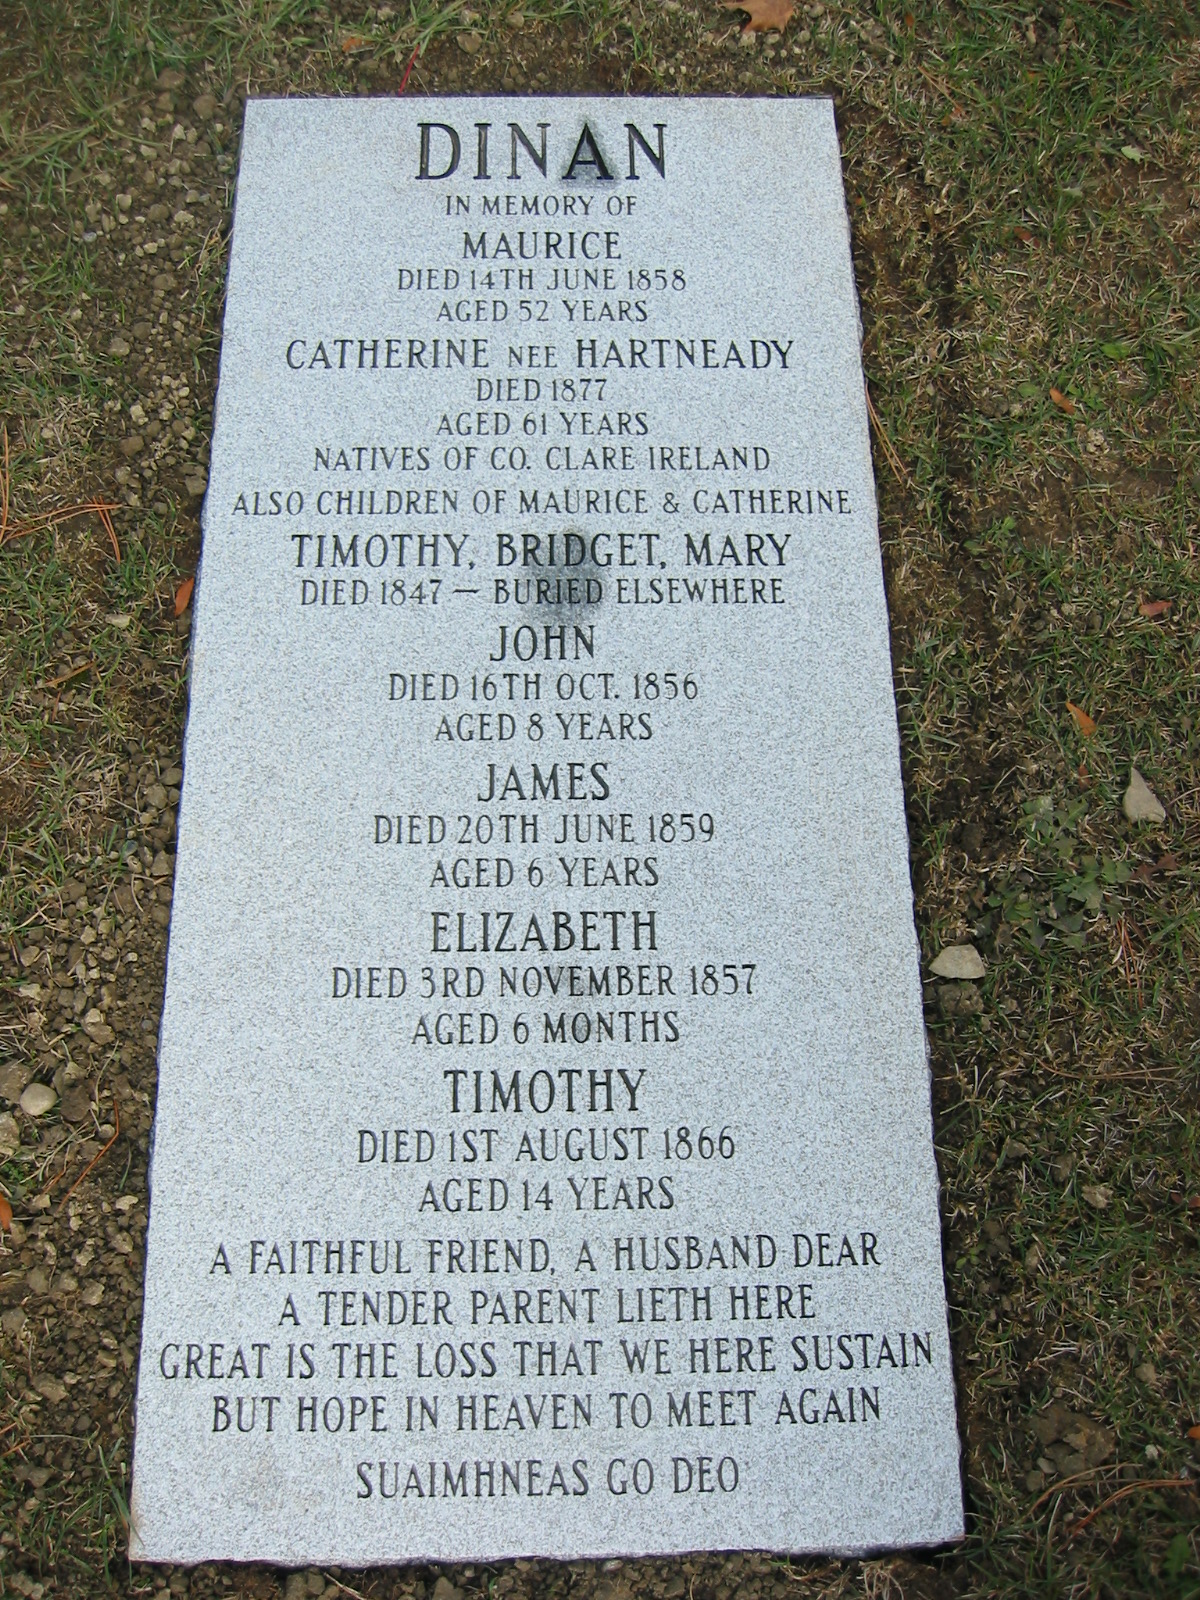 DINAN
IN MEMORY OF
MAURICE
DIED 14TH JUNE 1858
AGED 52 YEARS
CATHERINE NEE HARTNEADY
DIED 1877
AGED 61 YEARS
NATIVES OF CO. CLARE IRELAND
ALSO CHILDREN OF MAURICE & CATHERINE
TIMOTHY, BRIDGET, MARY
DIED 1847 — BURIED ELSEWHERE
JOHN
DIED 16TH OCT. 1856
AGED 8 YEARS
JAMES
DIED 20TH JUNE 1859
AGED 6 YEARS
ELIZABETH
DIED 3RD NOVEMBER 1857
AGED 6 MONTHS
TIMOTHY
DIED 1ST AUGUST 1866
AGED 14 YEARS
A FAITHFUL FRIEND, A HUSBAND DEAR
A TENDER PARENT LIETH HERE
GREAT IS THE LOSS THAT WE HERE SUSTAIN
BUT HOPE IN HEAVEN TO MEET AGAIN
SUAIMHNEAS GO DEO